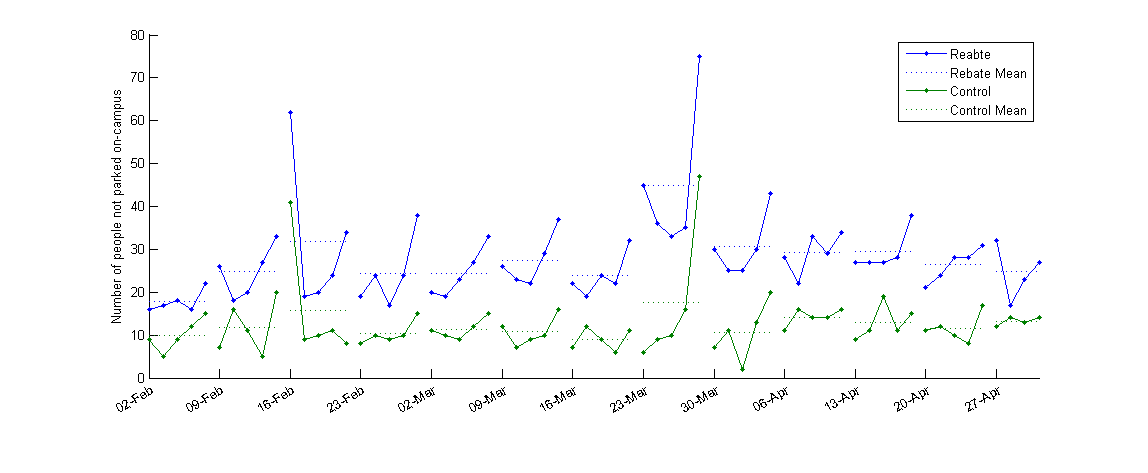 Number of people not parked on-campus
80
70
60
50
40
30
20
10
0
02-Feb
09-Feb
16-Feb
23-Feb
02-Mar
09-Mar
16-Mar
23-Mar
30-Mar
06-Apr
13-Apr
20-Apr
27-Apr
Reabte
Rebate Mean
Control
Control Mean